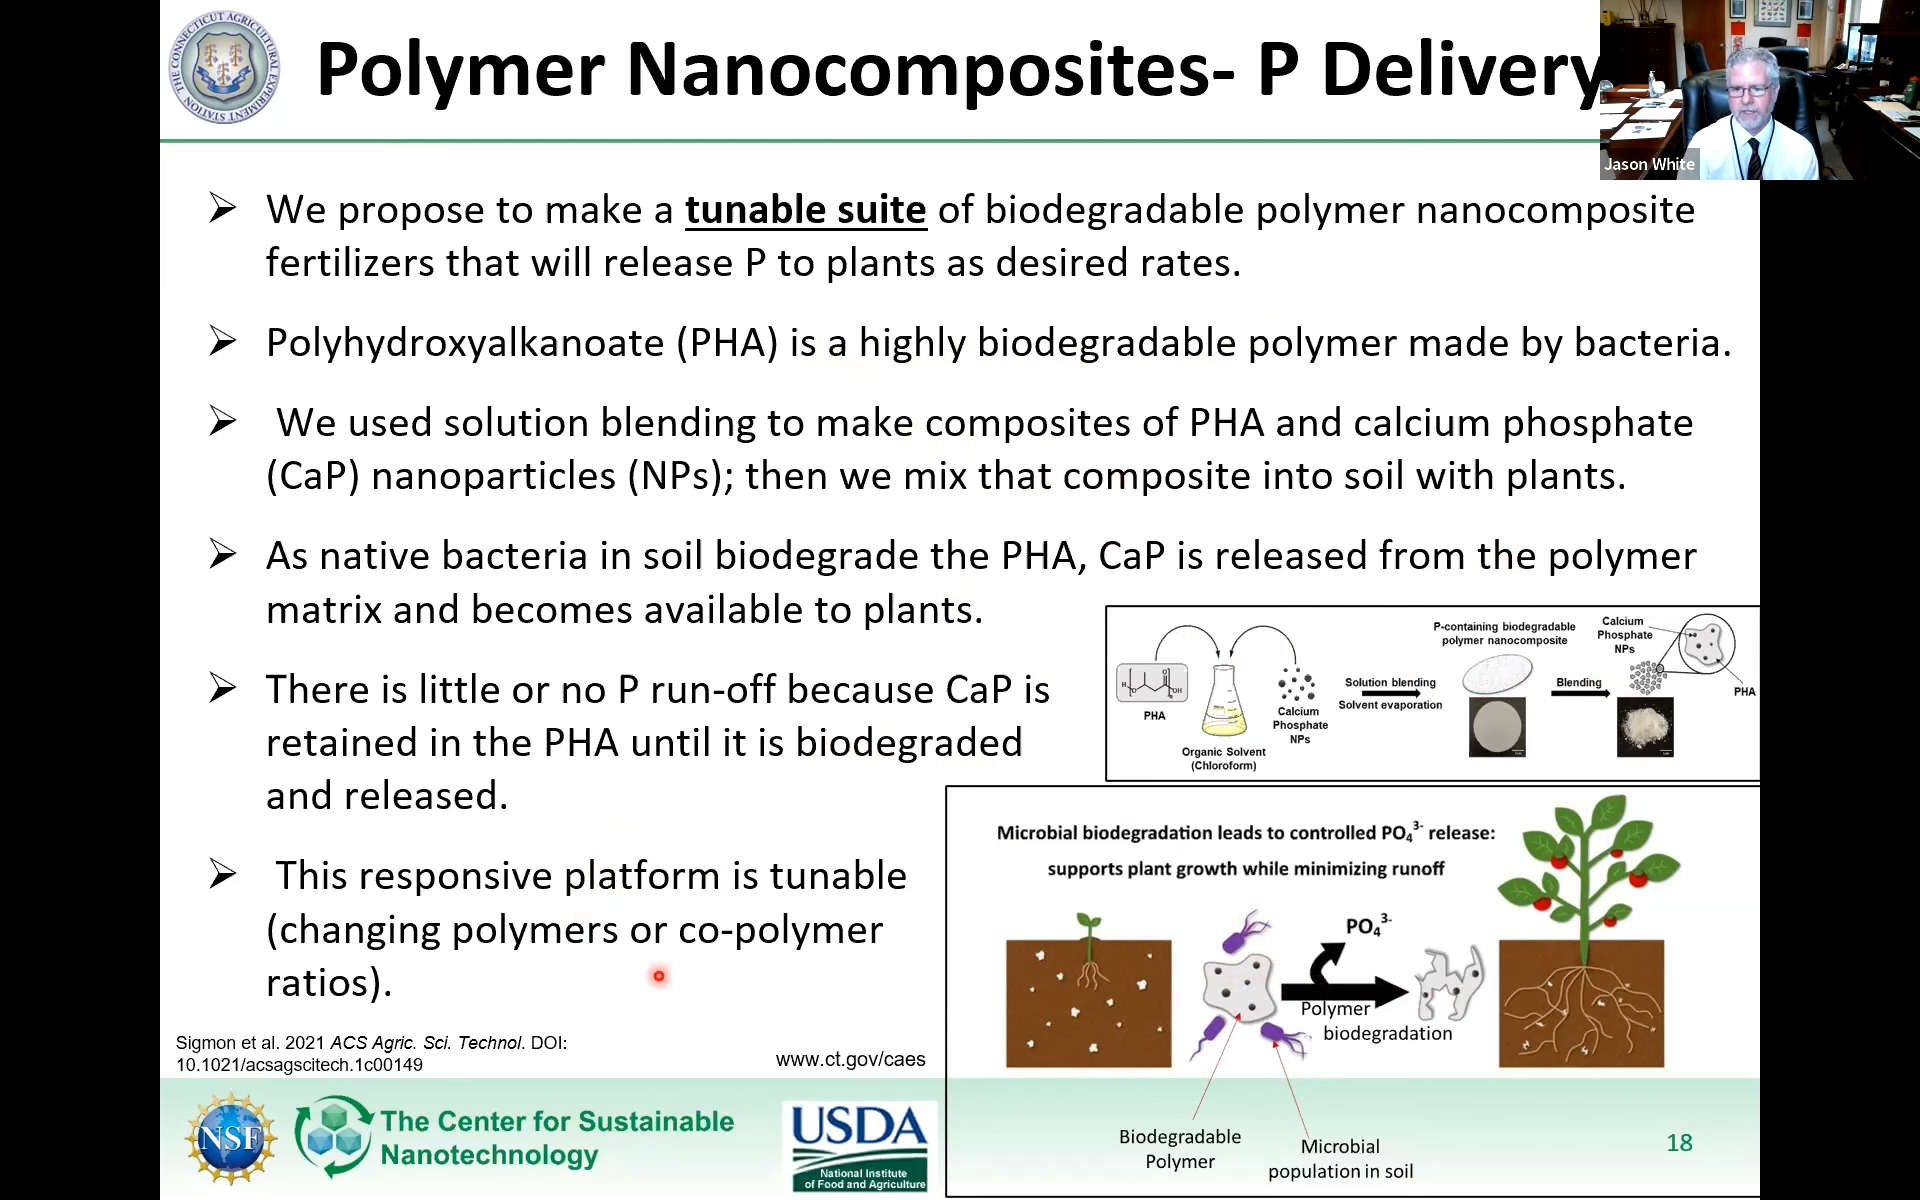 THE CONNECTICUT AGRICULTURAL EXPERIMENT STATION
Polymer Nanocomposites- P Delivery
Jason White
We propose to make a tunable suite of biodegradable polymer nanocomposite
fertilizers that will release P to plants as desired rates.
Polyhydroxyalkanoate (PHA) is a highly biodegradable polymer made by bacteria.
We used solution blending to make composites of PHA and calcium phosphate
(CaP) nanoparticles (NPs); then we mix that composite into soil with plants.
As native bacteria in soil biodegrade the PHA, CaP is released from the polymer
matrix and becomes available to plants.
There is little or no P run-off because CaP is
retained in the PHA until it is biodegraded
and released.
This responsive platform is tunable
(changing polymers or co-polymer
ratios).
PHA
Organic Solvent
(Chloroform)
Calcium
Phosphate
NPs
Solution blending
Solvent evaporation
P-containing biodegradable
polymer nanocomposite
Blending
Calcium
Phosphate
NPs
PHA
Microbial biodegradation leads to controlled PO₄³⁻ release:
supports plant growth while minimizing runoff
PO₄³⁻
Polymer
biodegradation
Biodegradable
Polymer
Microbial
population in soil
Sigmon et al. 2021 ACS Agric. Sci. Technol. DOI:
10.1021/acsagscitech.1c00149
www.ct.gov/caes
NSF
The Center for Sustainable
Nanotechnology
USDA
National Institute
of Food and Agriculture
18